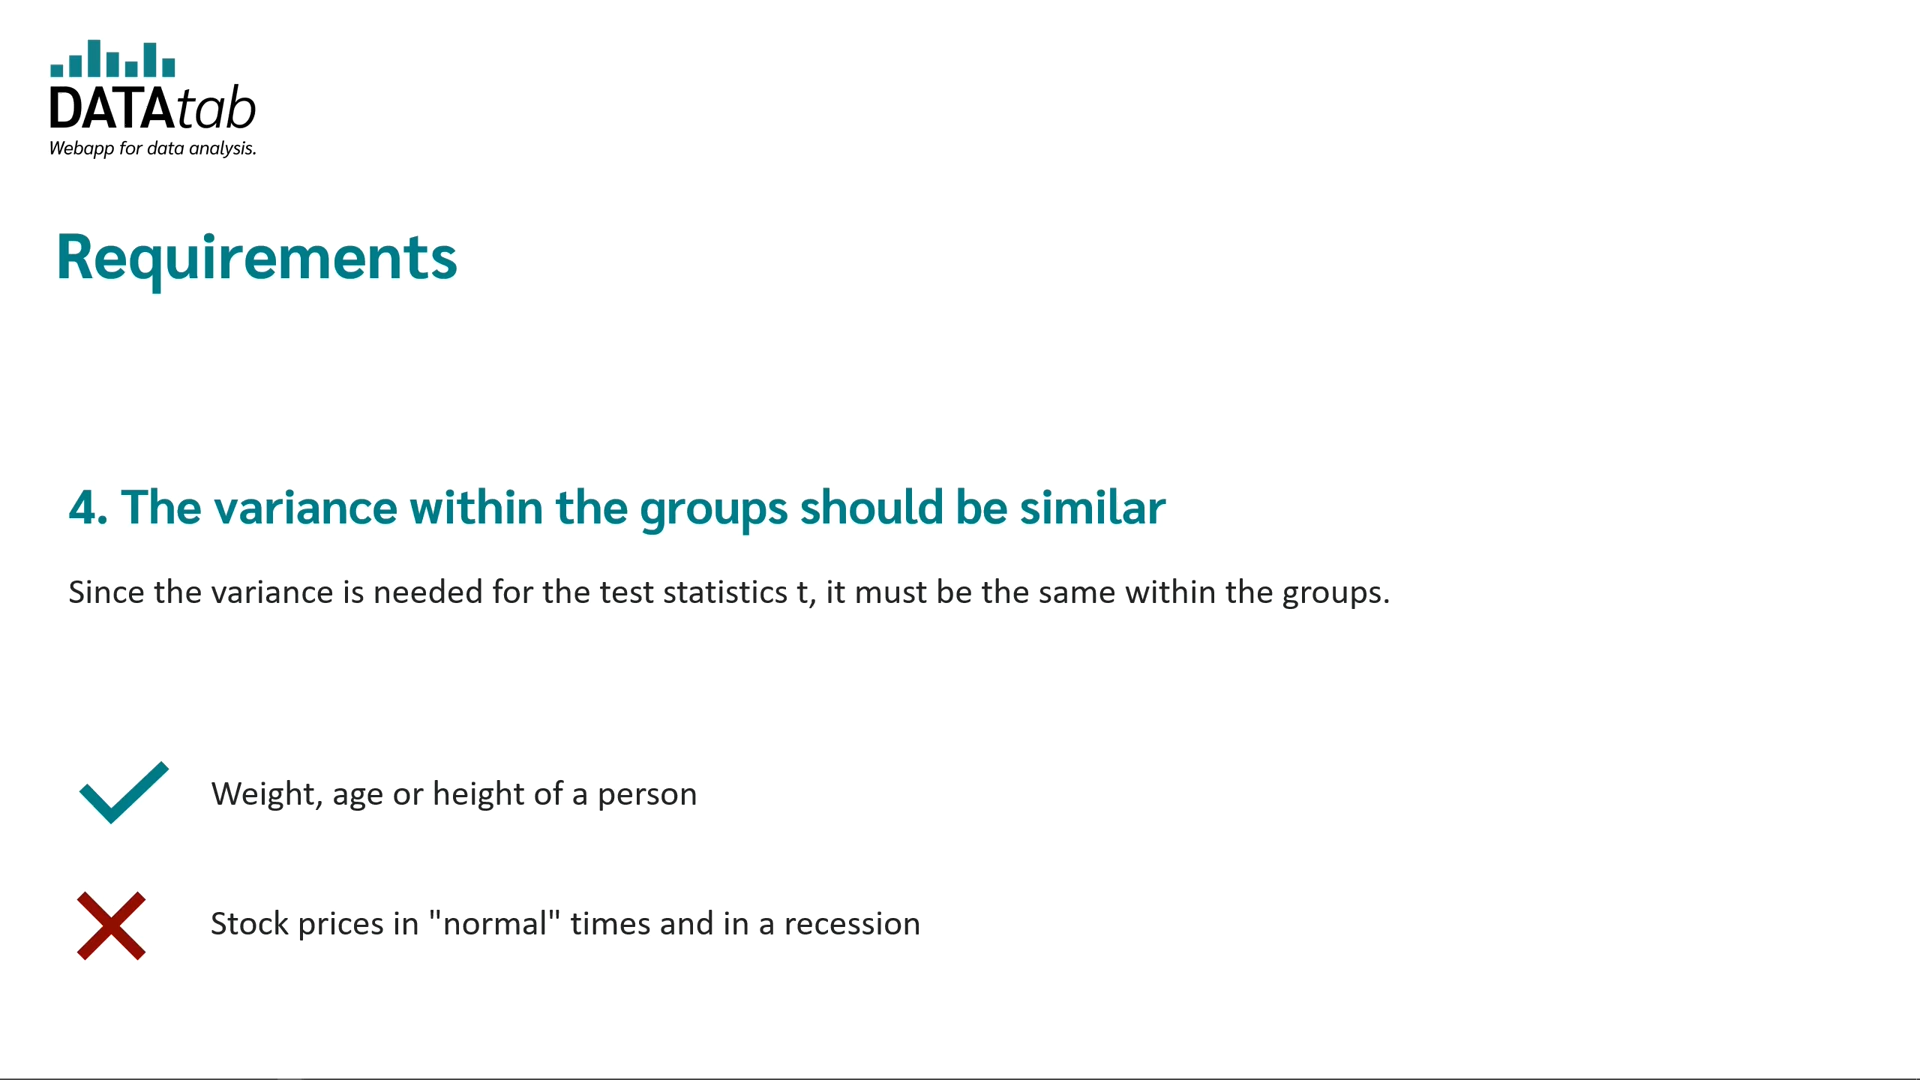 DATAtab
Webapp for data analysis.
Requirements
4. The variance within the groups should be similar
Since the variance is needed for the test statistics t, it must be the same within the groups.
Weight, age or height of a person
Stock prices in "normal" times and in a recession